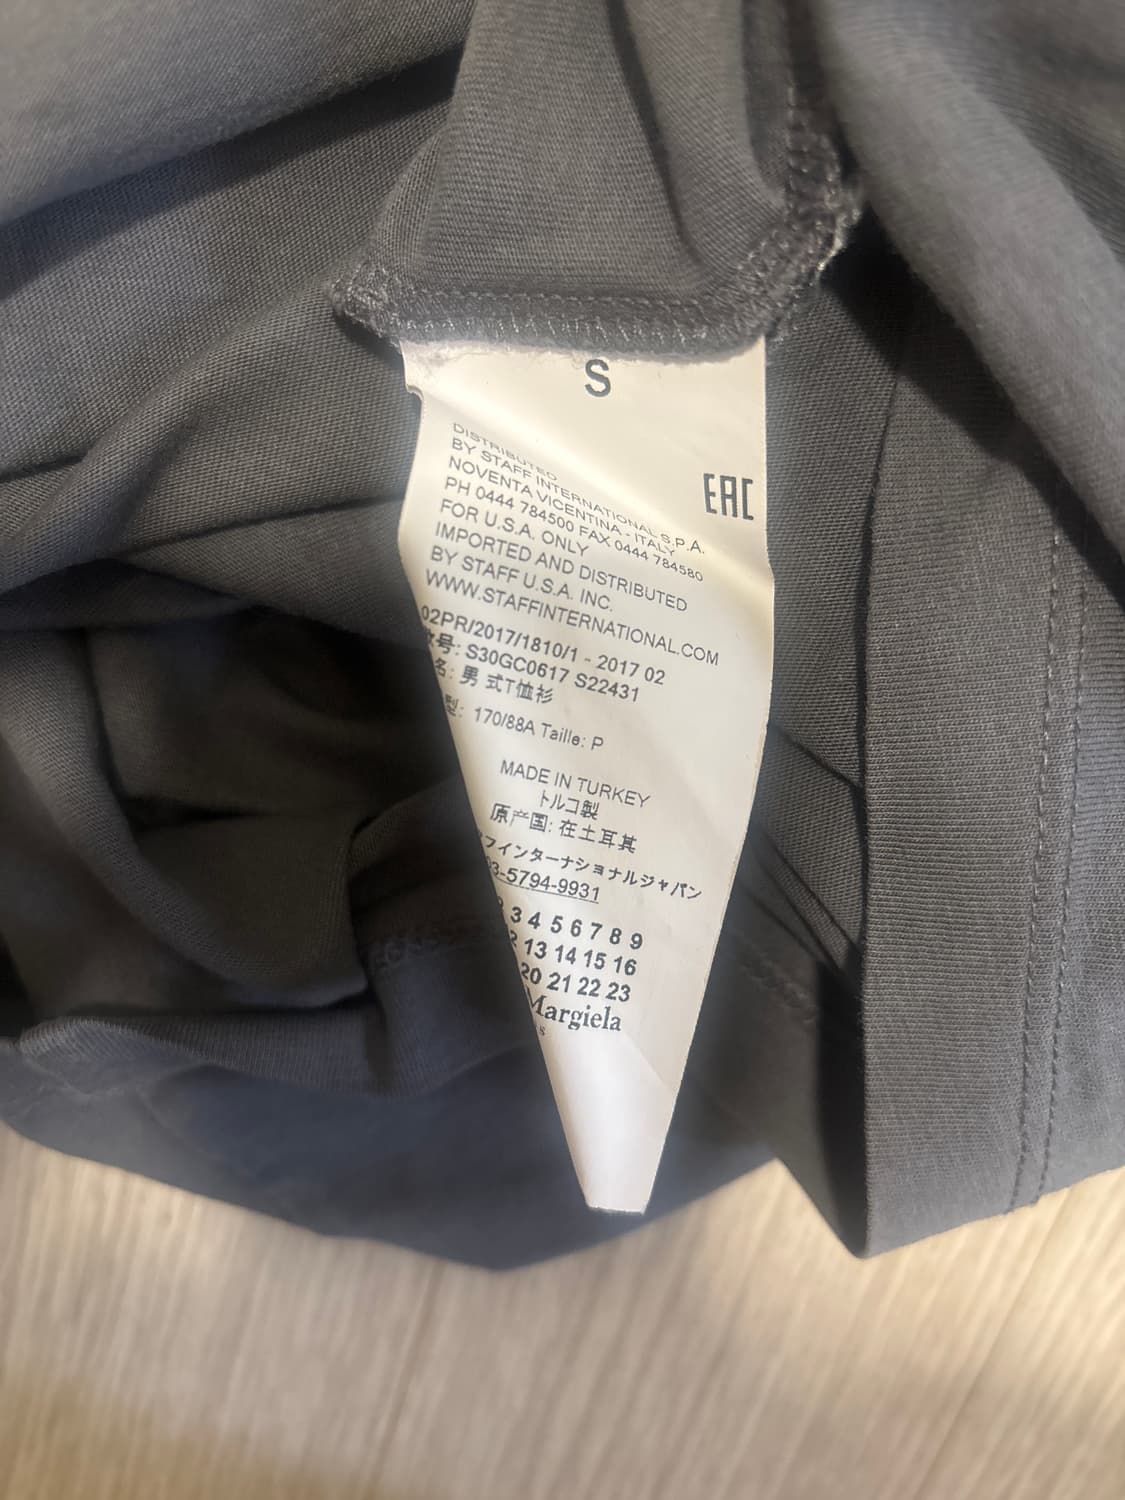 S
EAC
DISTRIBUTED
BY STAFF INTERNATIONAL S.P.A.
NOVENTA VICENTINA - ITALY
PH 0444 784500 FAX 0444 784580
FOR U.S.A. ONLY
IMPORTED AND DISTRIBUTED
BY STAFF U.S.A. INC.
WWW.STAFFINTERNATIONAL.COM
02PR/2017/1810/1 - 2017 02
号: S30GC0617 S22431
名: 男 式T恤衫
型: 170/88A Taille: P
MADE IN TURKEY
トルコ製
原产国: 在土耳其
フインターナショナルジャパン
03-5794-9931
3 4 5 6 7 8 9
13 14 15 16
20 21 22 23
Margiela